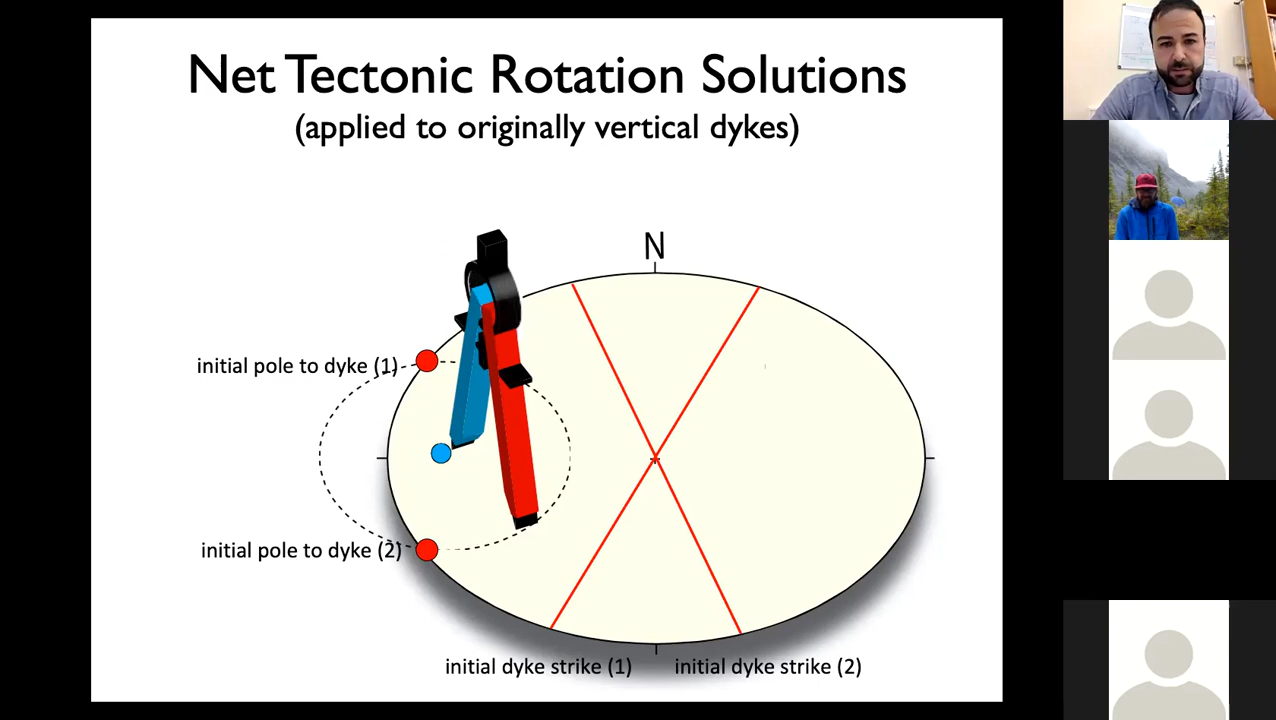 Net Tectonic Rotation Solutions
(applied to originally vertical dykes)
N
initial pole to dyke (1)
initial pole to dyke (2)
initial dyke strike (1)
initial dyke strike (2)